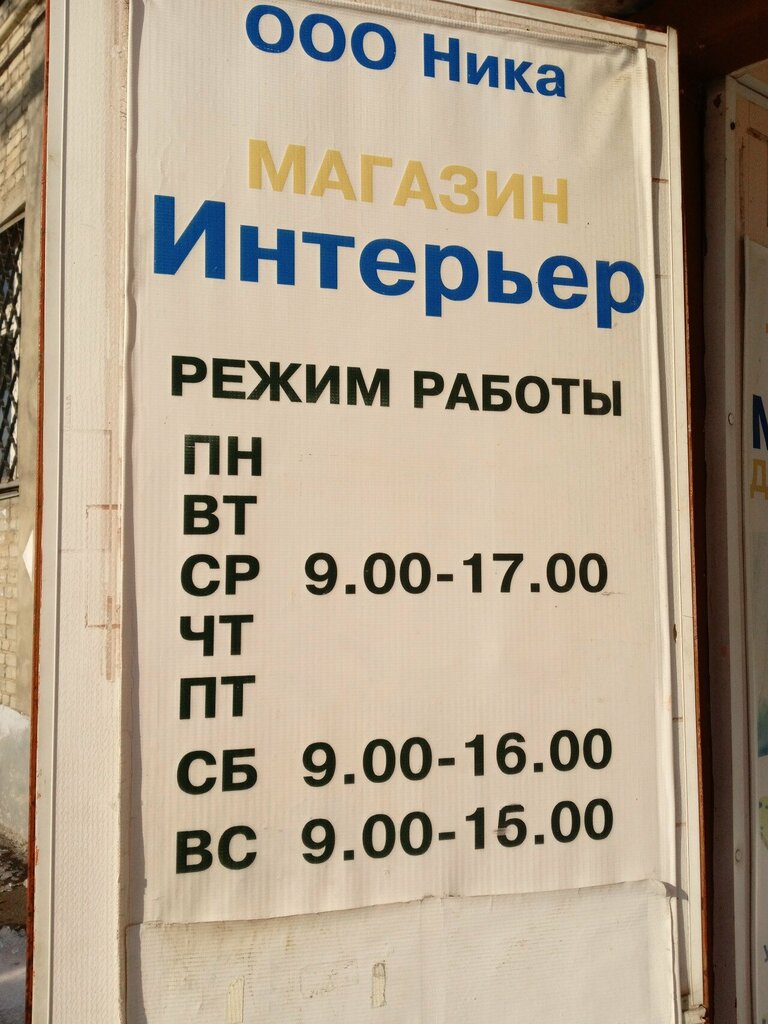 ООО Ника
МАГАЗИН
Интерьер
РЕЖИМ РАБОТЫ
ПН
ВТ
СР 9.00-17.00
ЧТ
ПТ
СБ 9.00-16.00
ВС 9.00-15.00